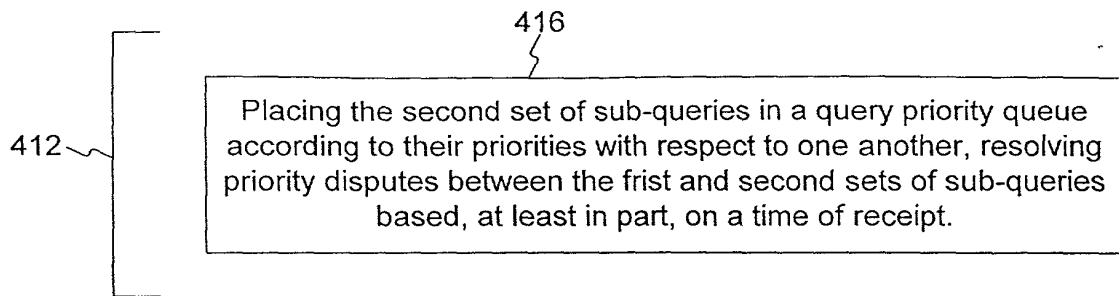 416
412
Placing the second set of sub-queries in a query priority queue
according to their priorities with respect to one another, resolving
priority disputes between the frist and second sets of sub-queries
based, at least in part, on a time of receipt.